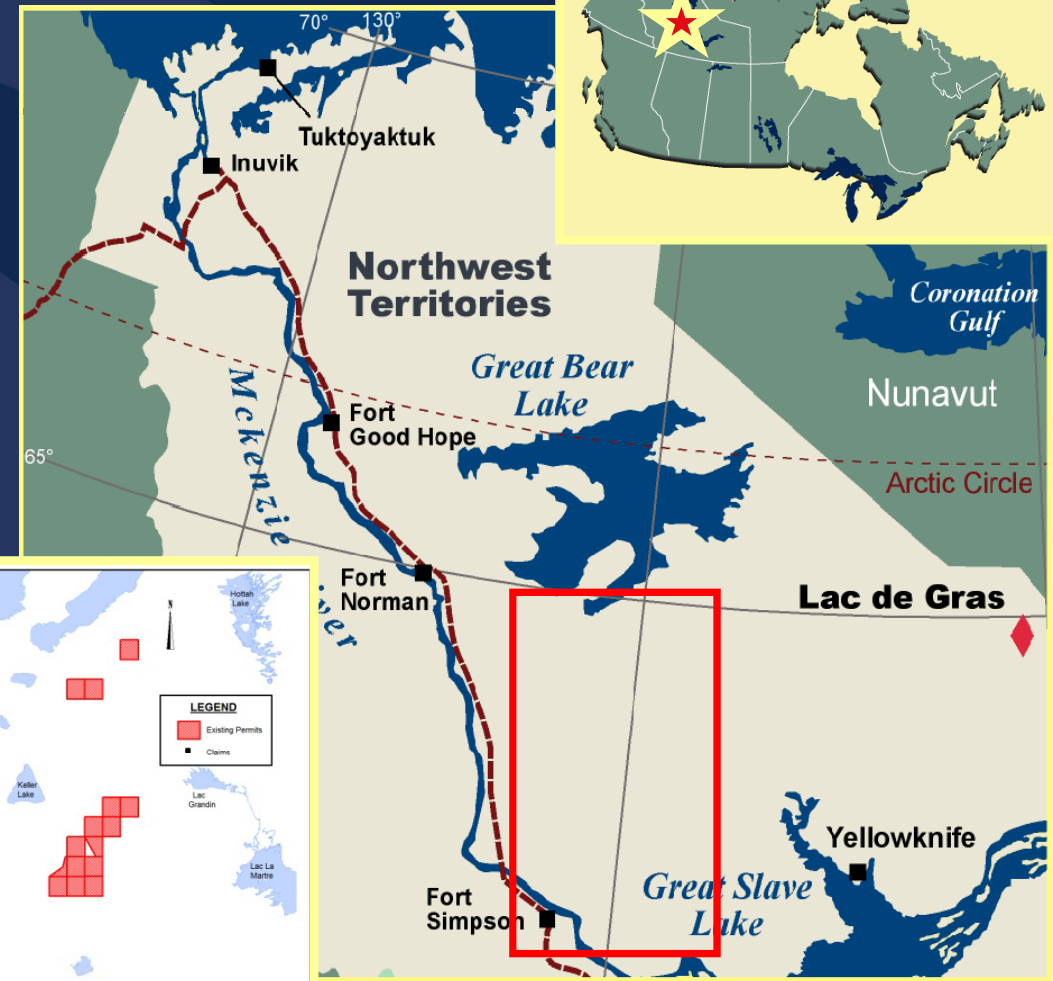 70°
130°
Tuktoyaktuk
Inuvik
Northwest
Territories
Coronation
Gulf
Great Bear
Lake
Nunavut
Mckenzie
Fort
Good Hope
65°
Arctic Circle
Fort
Norman
iver
Lac de Gras
Yellowknife
Great Slave
Lake
Fort
Simpson
Hottah
Lake
N
LEGEND
Existing Permits
Claims
Keller
Lake
Lac
Grandin
Lac La
Martre